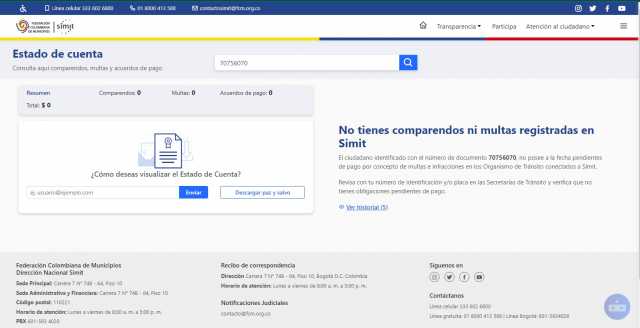 Línea celular 333 602 6800
01 8000 413 588
contactosimit@fcm.org.co
FEDERACIÓN
COLOMBIANA
DE MUNICIPIOS
simit
Transparencia
Participa
Atención al ciudadano
Estado de cuenta
Consulta aquí comparendos, multas y acuerdos de pago
70756070
Resumen
Comparendos: 0
Multas: 0
Acuerdos de pago: 0
Total: $ 0
¿Cómo deseas visualizar el Estado de Cuenta?
ej. usuario@ejemplo.com
Enviar
Descargar paz y salvo
No tienes comparendos ni multas registradas en
Simit
El ciudadano identificado con el número de documento 70756070, no posee a la fecha pendientes
de pago por concepto de multas e infracciones en los Organismo de Tránsito conectados a Simit.
Revisa con tu número de identificación y/o placa en las Secretarías de Tránsito y verifica que no
tienes obligaciones pendientes de pago.
Ver historial (5)
Federación Colombiana de Municipios
Dirección Nacional Simit
Sede Principal: Carrera 7 N° 74B - 64, Piso 10
Sede Administrativa y Financiera: Carrera 7 N° 74B - 64, Piso 10
Código postal: 110221
Horario de atención: Lunes a viernes de 8:00 a. m. a 5:00 p. m.
PBX 601-593 4020
Recibo de correspondencia
Dirección Carrera 7 N° 74B - 64, Piso 10, Bogotá D.C. Colombia
Horario de atención: Lunes a viernes de 8:00 a. m. a 5:00 p. m.
Notificaciones Judiciales
contacto@fcm.org.co
Síguenos en
Contáctanos
Línea celular 333 602 6800
Línea gratuita: 01 8000 413 588 | Línea Bogotá: 601-5934020